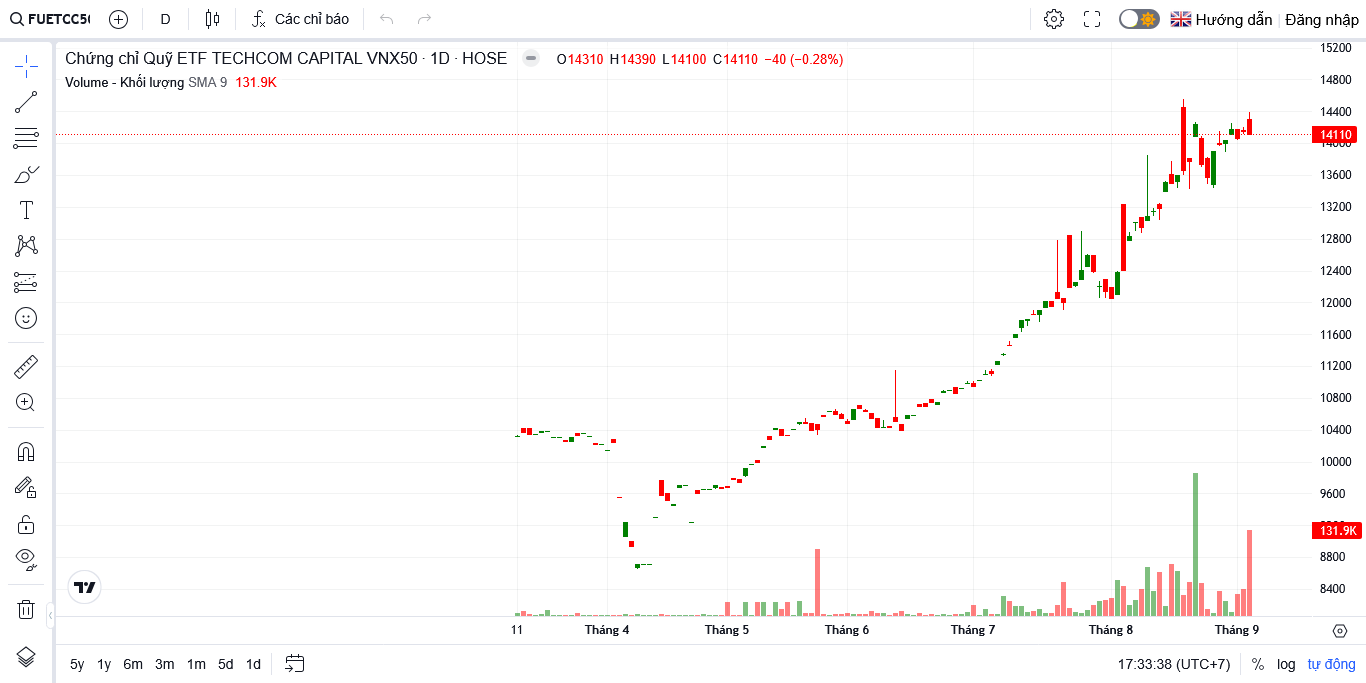 FUETCC5
D
Các chỉ báo
Hướng dẫn
Đăng nhập
Chứng chỉ Quỹ ETF TECHCOM CAPITAL VNX50 · 1D · HOSE
O14310 H14390 L14100 C14110 −40 (−0.28%)
Volume - Khối lượng SMA 9 131.9K
15200
14800
14400
14110
14000
13600
13200
12800
12400
12000
11600
11200
10800
10400
10000
9600
131.9K
8800
8400
11 Tháng 4 Tháng 5 Tháng 6 Tháng 7 Tháng 8 Tháng 9
5y 1y 6m 3m 1m 5d 1d
17:33:38 (UTC+7) % log tự động